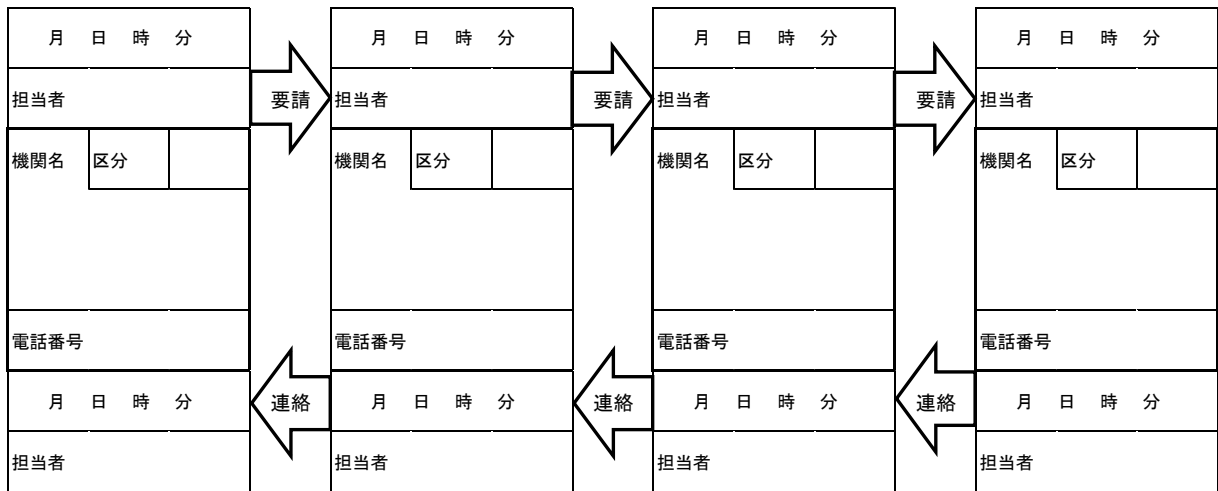 月 日 時 分 月 日 時 分 月 日 時 分 月 日 時 分
担当者 要請 担当者 要請 担当者 要請 担当者
機関名 区分 機関名 区分 機関名 区分 機関名 区分
電話番号 電話番号 電話番号 電話番号
月 日 時 分 連絡 月 日 時 分 連絡 月 日 時 分 連絡 月 日 時 分
担当者 担当者 担当者 担当者